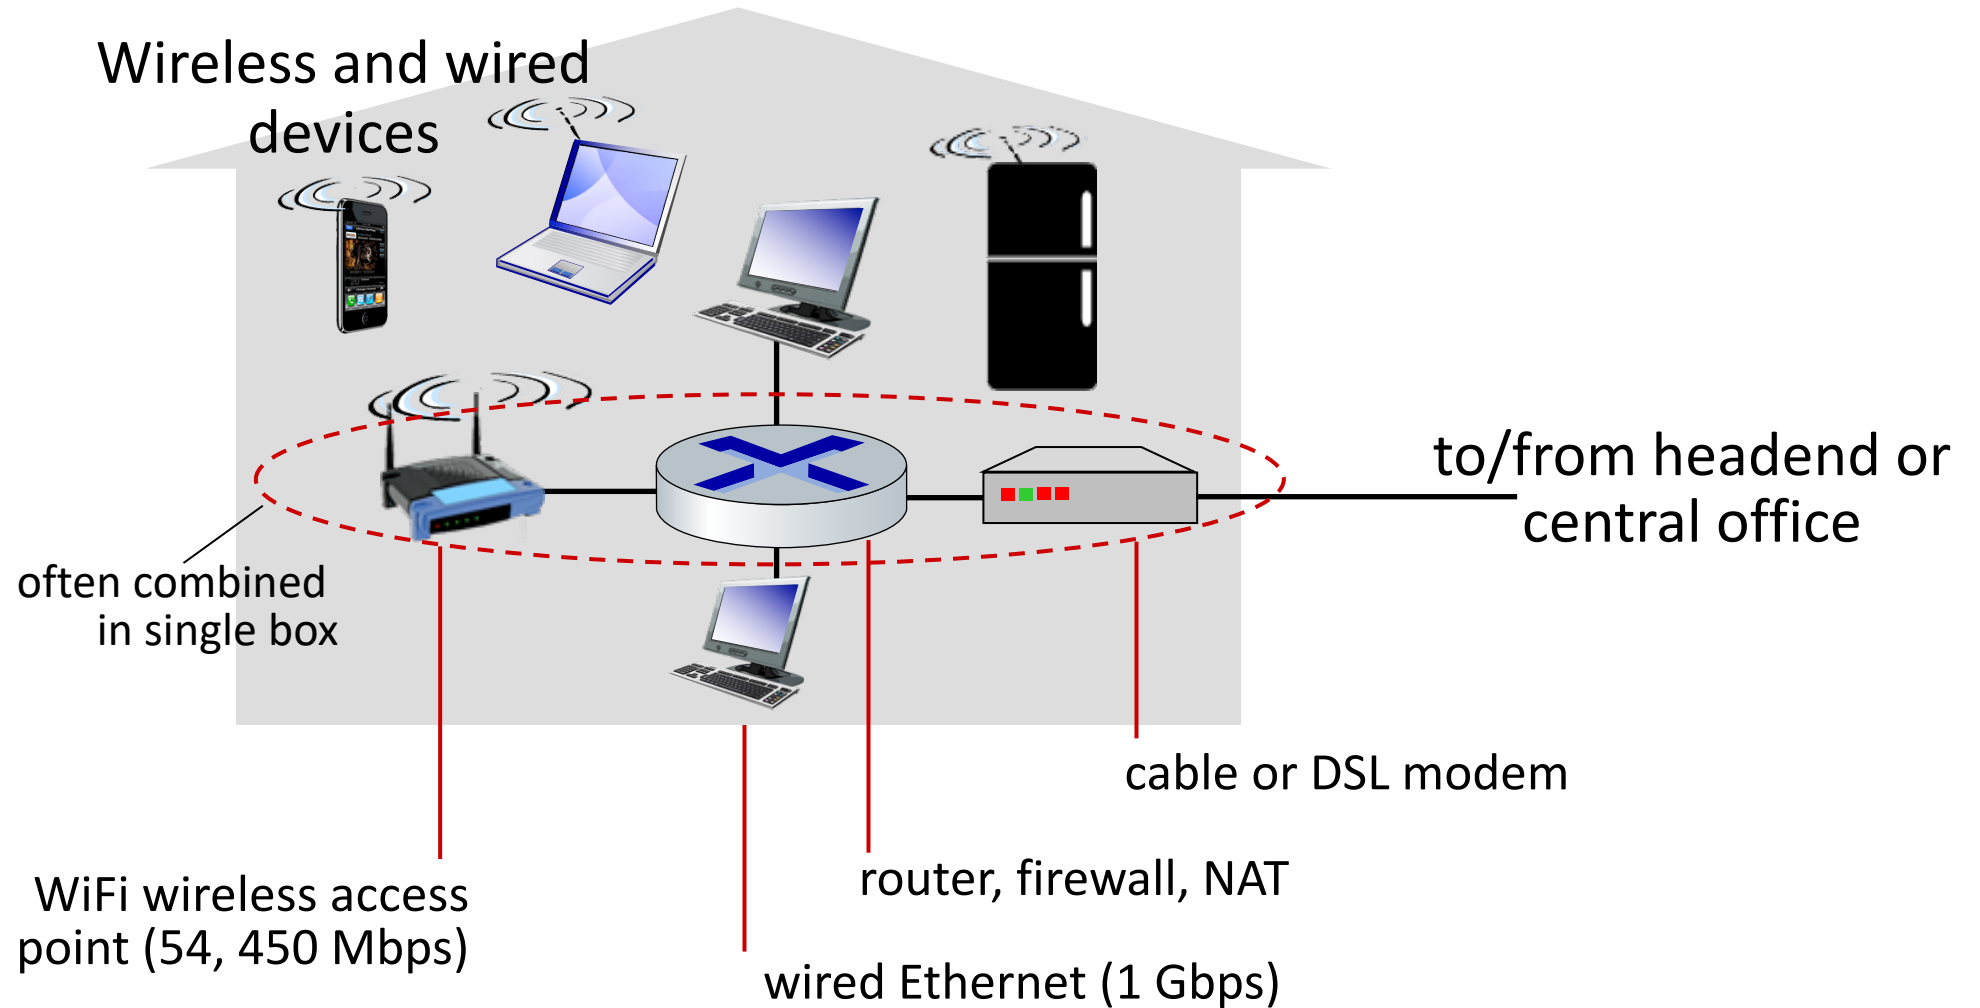 Wireless and wired
devices
to/from headend or
central office
often combined
in single box
cable or DSL modem
router, firewall, NAT
WiFi wireless access
point (54, 450 Mbps)
wired Ethernet (1 Gbps)